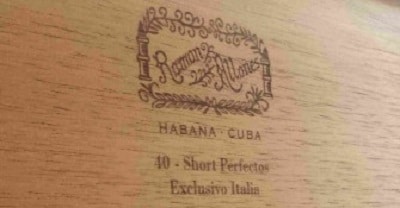 Ramon Allones
HABANA CUBA
40 - Short Perfectos
Exclusivo Italia